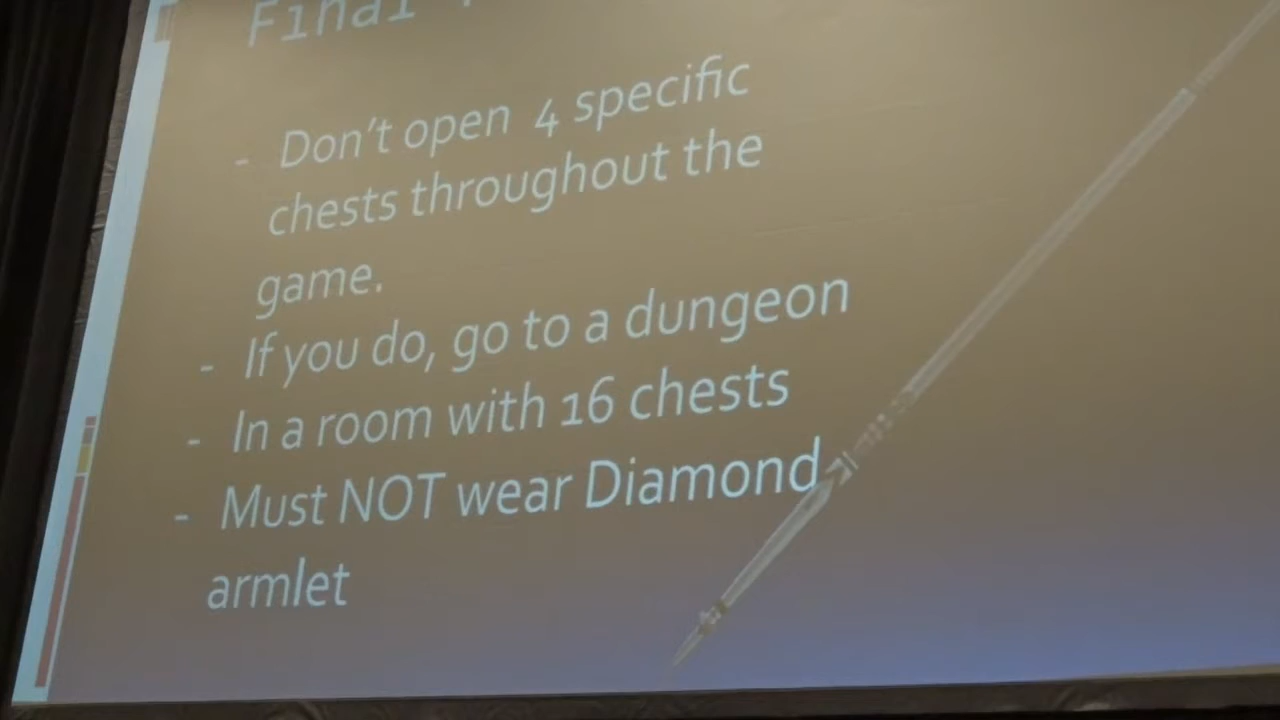 Final
- Don't open 4 specific
chests throughout the
game.
- If you do, go to a dungeon
- In a room with 16 chests
- Must NOT wear Diamond
armlet